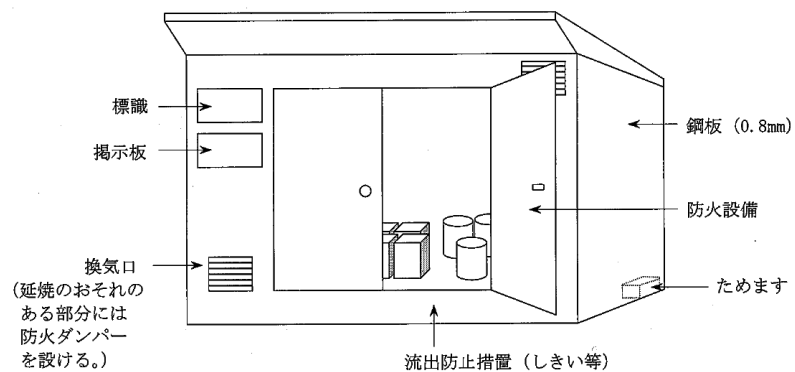 標識
掲示板
換気口
（延焼のおそれの
ある部分には
防火ダンパー
を設ける。）
鋼板（0.8mm）
防火設備
ためます
流出防止措置（しきい等）